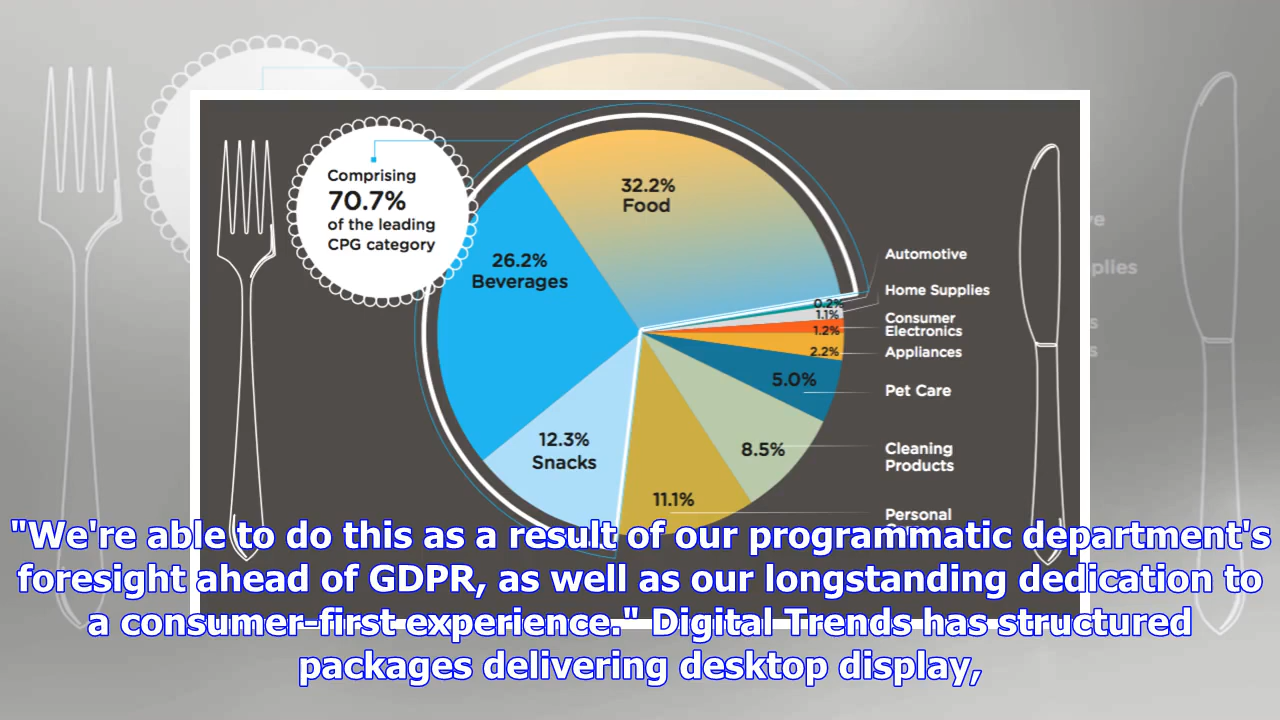 Comprising
70.7%
of the leading
CPG category
32.2%
Food
26.2%
Beverages
12.3%
Snacks
11.1%
8.5%
5.0%
2.2%
1.2%
1.1%
0.2%
Automotive
Home Supplies
Consumer
Electronics
Appliances
Pet Care
Cleaning
Products
Personal
"We're able to do this as a result of our programmatic department's
foresight ahead of GDPR, as well as our longstanding dedication to
a consumer-first experience." Digital Trends has structured
packages delivering desktop display,